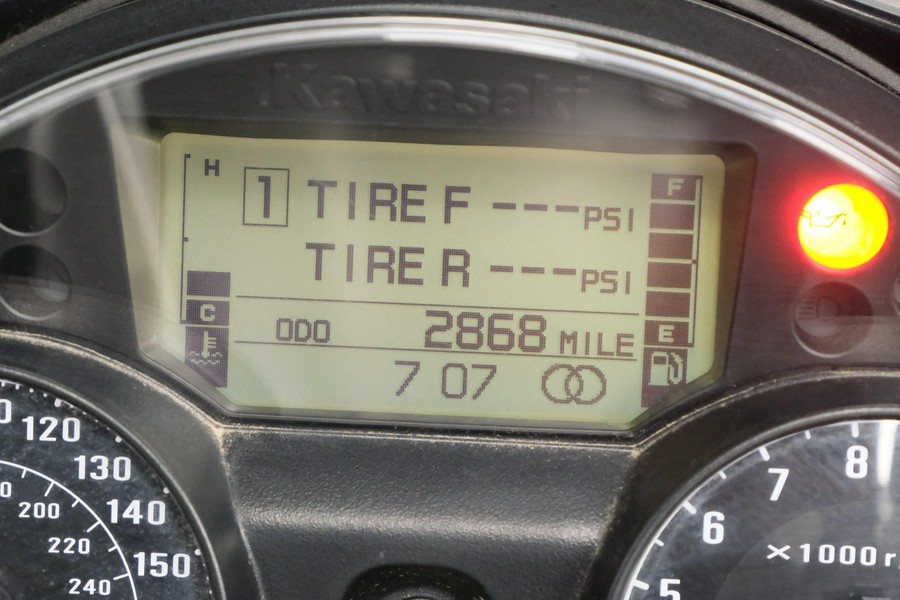 Kawasaki
H
1 TIRE F ---PSI
F
TIRE R ---PSI
C
ODO 2868 MILE
E
7 07
120
130
140
150
200
220
240
5
6
7
8
×1000 r